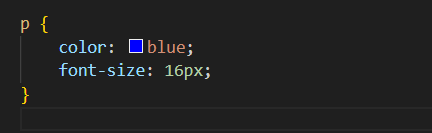 p {
    color: blue;
    font-size: 16px;
}